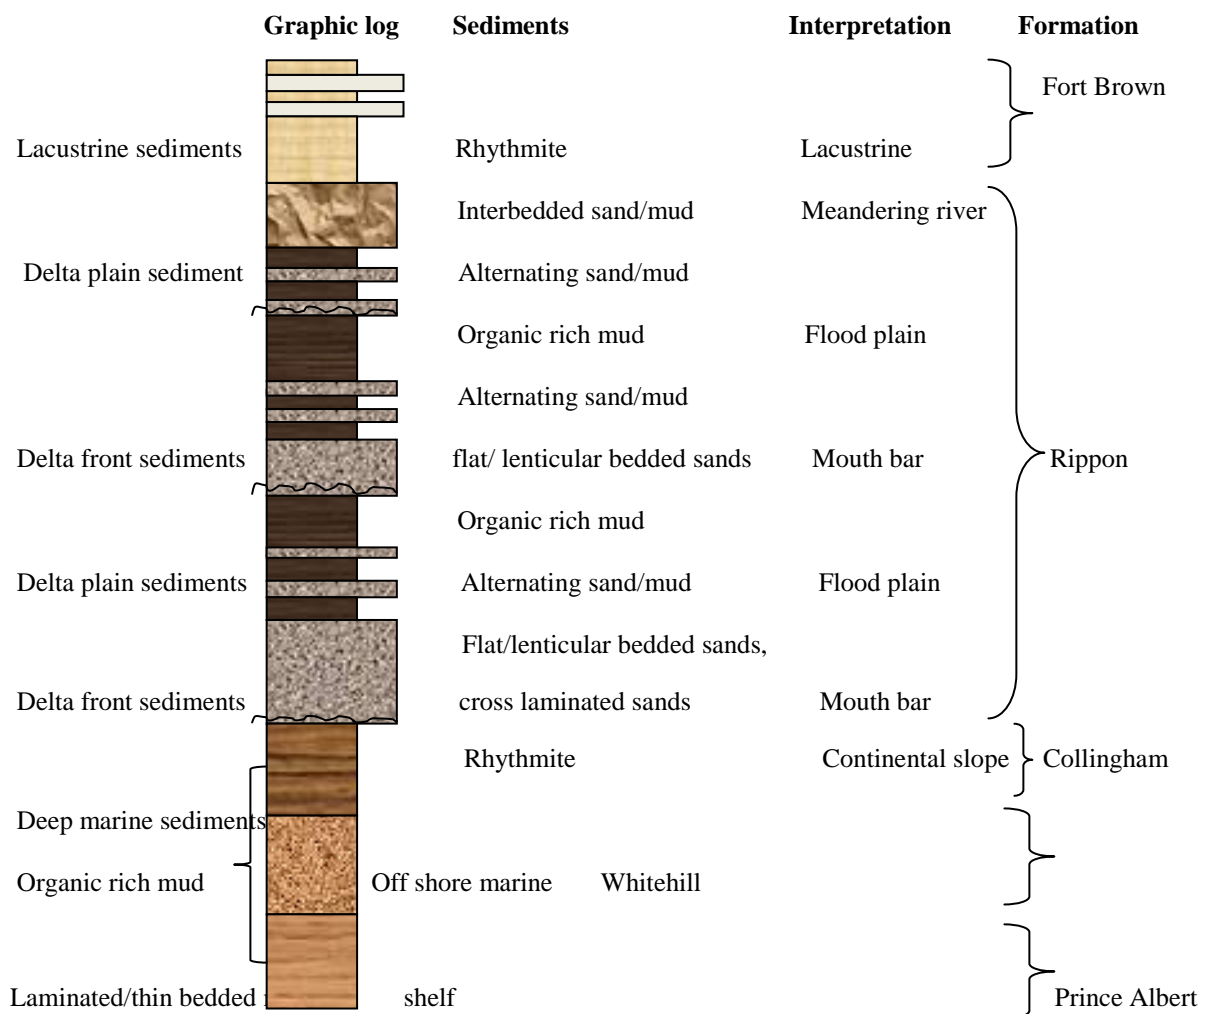 Graphic log Sediments Interpretation Formation
Fort Brown
Lacustrine sediments Rhythmite Lacustrine
Interbedded sand/mud Meandering river
Delta plain sediment Alternating sand/mud
Organic rich mud Flood plain
Alternating sand/mud
Delta front sediments flat/ lenticular bedded sands Mouth bar Rippon
Organic rich mud
Delta plain sediments Alternating sand/mud Flood plain
Flat/lenticular bedded sands,
Delta front sediments cross laminated sands Mouth bar
Rhythmite Continental slope Collingham
Deep marine sediments
Organic rich mud Off shore marine Whitehill
Laminated/thin bedded shelf Prince Albert